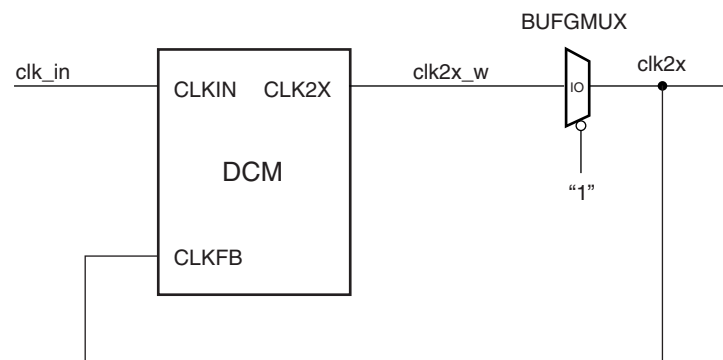 BUFGMUX
clk_in
CLKIN
CLK2X
clk2x_w
IO
clk2x
DCM
“1”
CLKFB